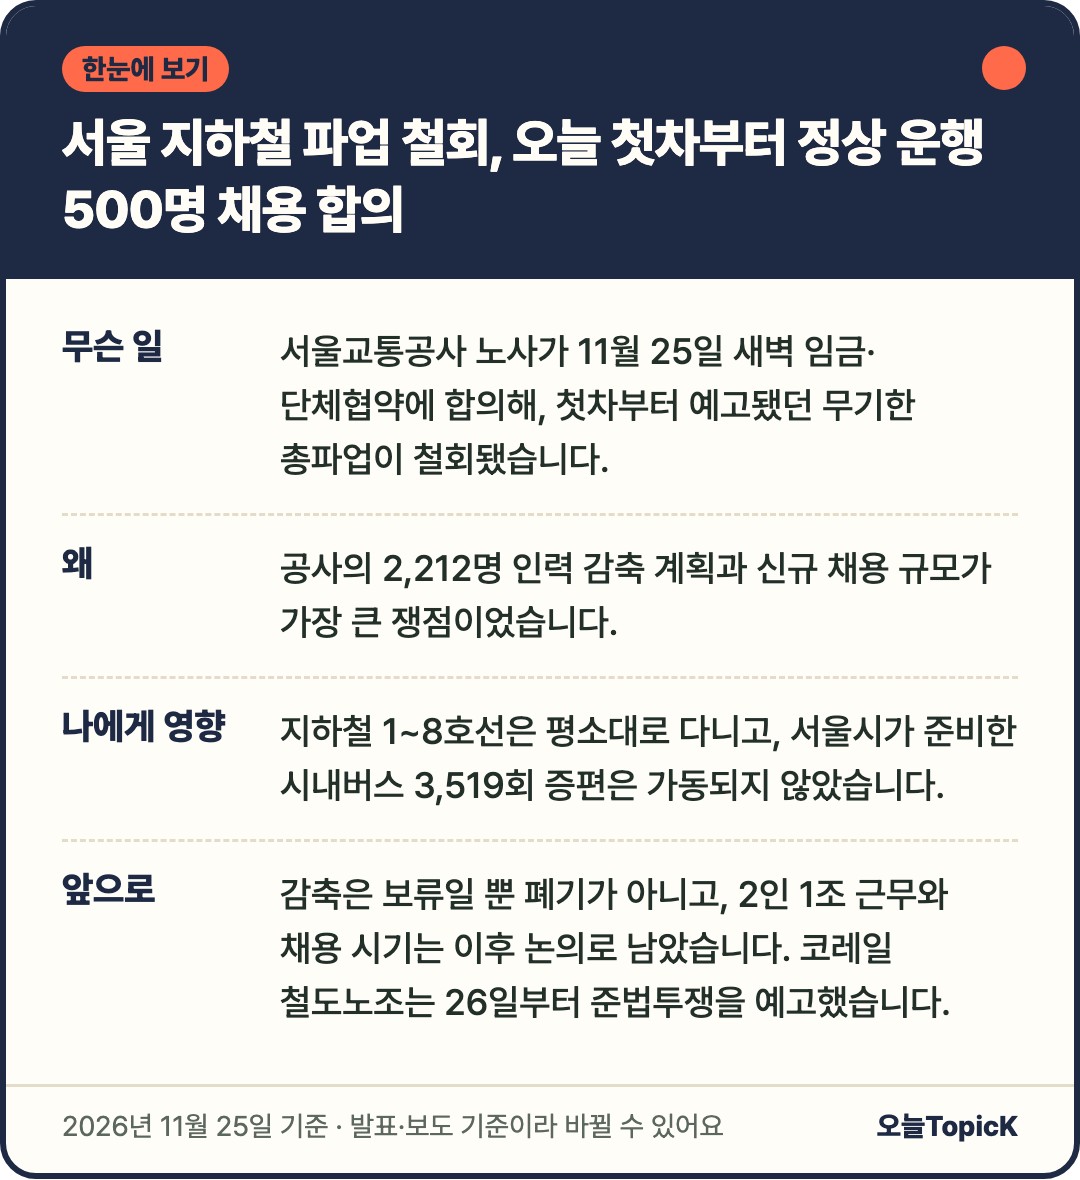 한눈에 보기
서울 지하철 파업 철회, 오늘 첫차부터 정상 운행
500명 채용 합의
무슨 일
서울교통공사 노사가 11월 25일 새벽 임금·
단체협약에 합의해, 첫차부터 예고됐던 무기한
총파업이 철회됐습니다.
왜
공사의 2,212명 인력 감축 계획과 신규 채용 규모가
가장 큰 쟁점이었습니다.
나에게 영향
지하철 1~8호선은 평소대로 다니고, 서울시가 준비한
시내버스 3,519회 증편은 가동되지 않았습니다.
앞으로
감축은 보류일 뿐 폐기가 아니고, 2인 1조 근무와
채용 시기는 이후 논의로 남았습니다. 코레일
철도노조는 26일부터 준법투쟁을 예고했습니다.
2026년 11월 25일 기준 · 발표·보도 기준이라 바뀔 수 있어요
오늘TopicK